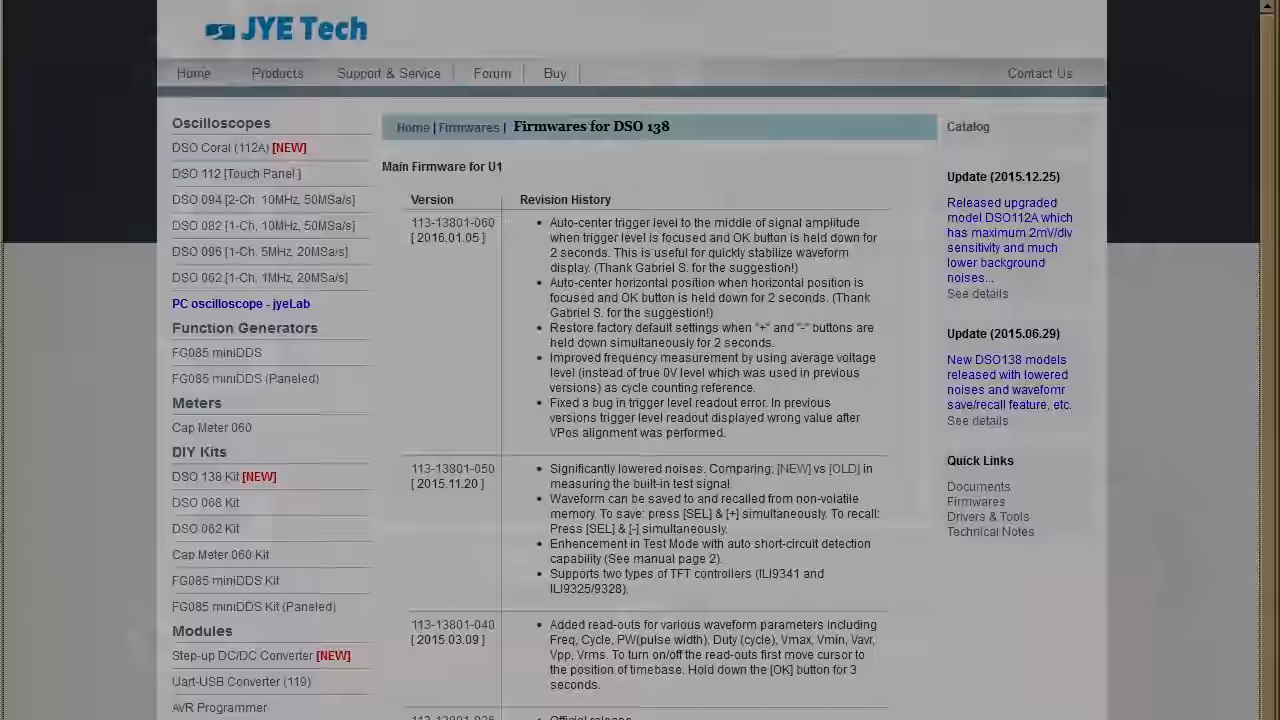 JYE Tech
Home Products Support & Service Forum Buy Contact Us
Oscilloscopes
DSO Coral (112A) [NEW]
DSO 112 [Touch Panel ]
DSO 094 [2-Ch, 10MHz, 50MSa/s]
DSO 082 [1-Ch, 10MHz, 50MSa/s]
DSO 096 [1-Ch. 5MHz, 20MSa/s]
DSO 062 [1-Ch, 1MHz, 20MSa/s]
PC oscilloscope - jyeLab
Function Generators
FG085 miniDDS
FG085 miniDDS (Paneled)
Meters
Cap Meter 060
DIY Kits
DSO 138 Kit [NEW]
DSO 068 Kit
DSO 062 Kit
Cap Meter 060 Kit
FG085 miniDDS Kit
FG085 miniDDS Kit (Paneled)
Modules
Step-up DC/DC Converter [NEW]
Uart-USB Converter (119)
AVR Programmer
Home | Firmwares | Firmwares for DSO 138
Main Firmware for U1
Version Revision History
113-13801-060
[ 2016.01.05 ]
• Auto-center trigger level to the middle of signal amplitude
when trigger level is focused and OK button is held down for
2 seconds. This is useful for quickly stabilize waveform
display. (Thank Gabriel S. for the suggestion!)
• Auto-center horizontal position when horizontal position is
focused and OK button is held down for 2 seconds. (Thank
Gabriel S. for the suggestion!)
• Restore factory default settings when "+" and "-" buttons are
held down simultaneously for 2 seconds.
• Improved frequency measurement by using average voltage
level (instead of true 0V level which was used in previous
versions) as cycle counting reference.
• Fixed a bug in trigger level readout error. In previous
versions trigger level readout displayed wrong value after
VPos alignment was performed.
113-13801-050
[ 2015.11.20 ]
• Significantly lowered noises. Comparing: [NEW] vs [OLD] in
measuring the built-in test signal.
• Waveform can be saved to and recalled from non-volatile
memory. To save: press [SEL] & [+] simultaneously. To recall:
Press [SEL] & [-] simultaneously.
• Enhancement in Test Mode with auto short-circuit detection
capability (See manual page 2).
• Supports two types of TFT controllers (ILI9341 and
ILI9325/9328).
113-13801-040
[ 2015.03.09 ]
• Added read-outs for various waveform parameters including
Freq, Cycle, PW(pulse width), Duty (cycle), Vmax, Vmin, Vavr,
Vpp, Vrms. To turn on/off the read-outs first move cursor to
the position of timebase. Hold down the [OK] button for 3
seconds.
• Official release
Catalog
Update (2015.12.25)
Released upgraded
model DSO112A which
has maximum 2mV/div
sensitivity and much
lower background
noises...
See details
Update (2015.06.29)
New DSO138 models
released with lowered
noises and wavefomr
save/recall feature, etc.
See details
Quick Links
Documents
Firmwares
Drivers & Tools
Technical Notes